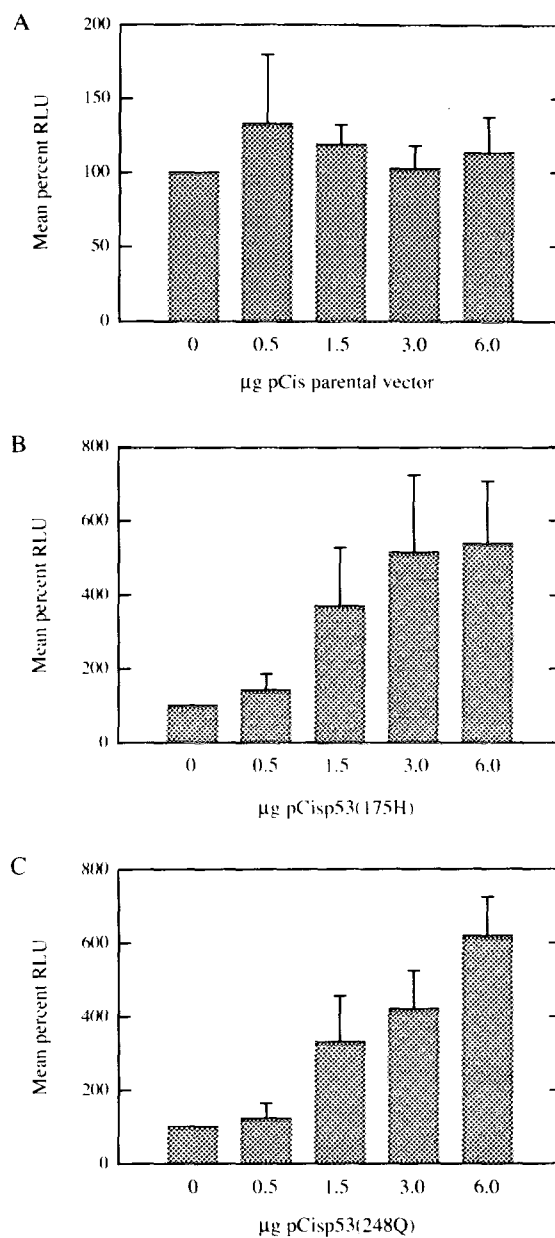 A
200
150
100
50
0
Mean percent RLU
0 0.5 1.5 3.0 6.0
µg pCis parental vector
B
800
600
400
200
0
Mean percent RLU
0 0.5 1.5 3.0 6.0
µg pCisp53(175H)
C
800
600
400
200
0
Mean percent RLU
0 0.5 1.5 3.0 6.0
µg pCisp53(248Q)